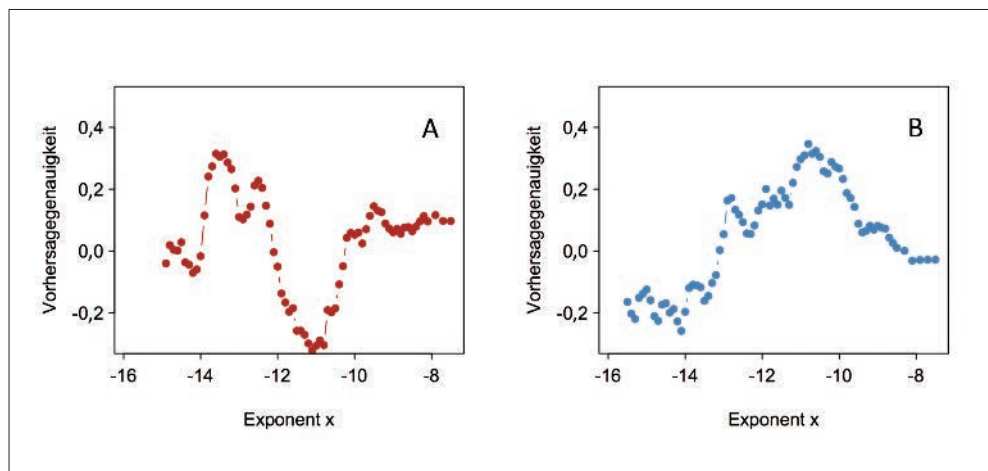 A
Vorhersagegenauigkeit
0,4
0,2
0,0
-0,2
-16 -14 -12 -10 -8
Exponent x
B
Vorhersagegenauigkeit
0,4
0,2
0,0
-0,2
-16 -14 -12 -10 -8
Exponent x